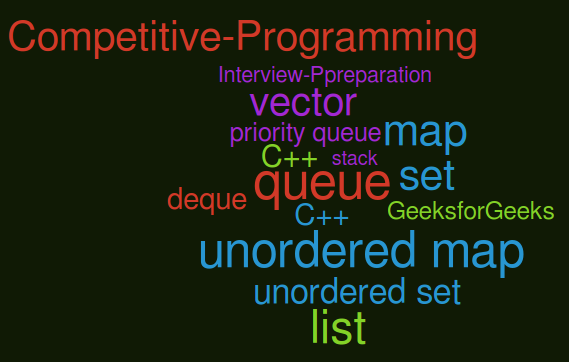 Competitive-Programming
Interview-Ppreparation
vector
priority queue
map
C++
stack
queue
set
deque
GeeksforGeeks
C++
unordered map
unordered set
list